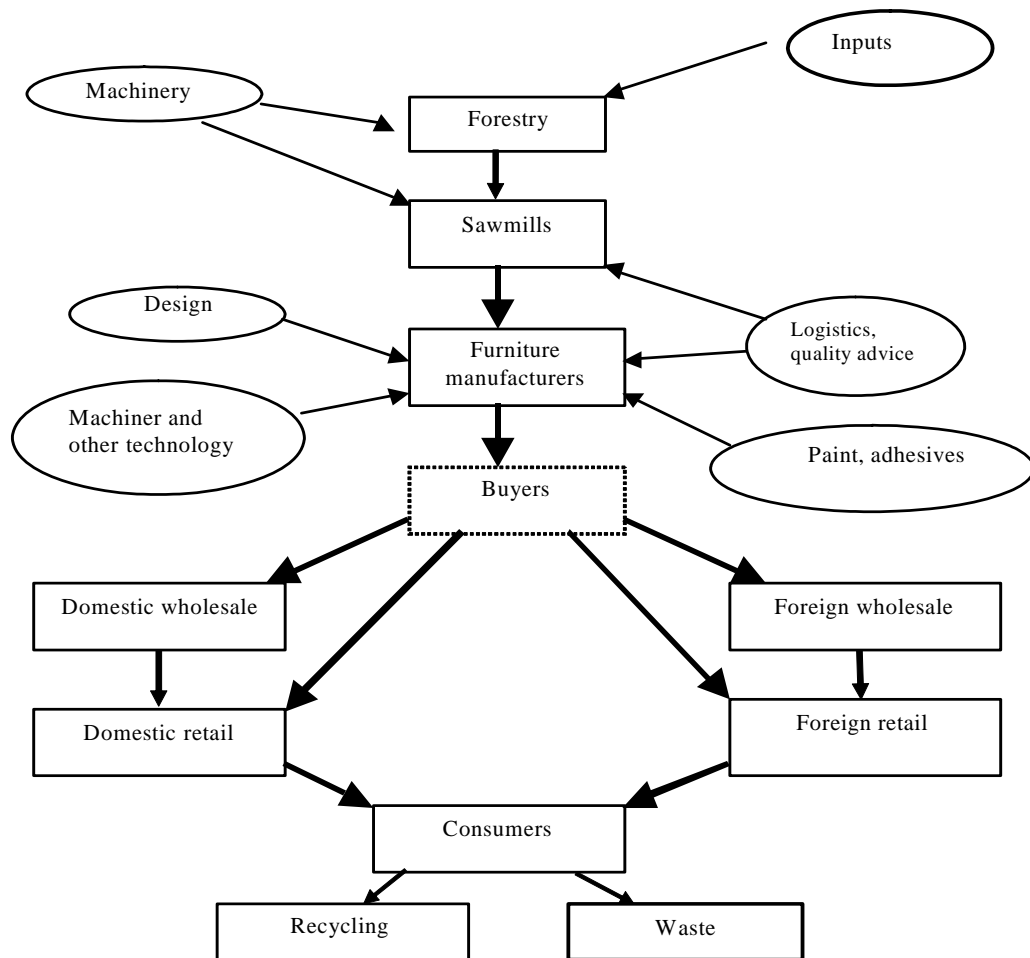 Inputs
Machinery
Forestry
Sawmills
Design
Logistics,
quality advice
Furniture
manufacturers
Machiner and
other technology
Paint, adhesives
Buyers
Domestic wholesale
Foreign wholesale
Domestic retail
Foreign retail
Consumers
Recycling
Waste